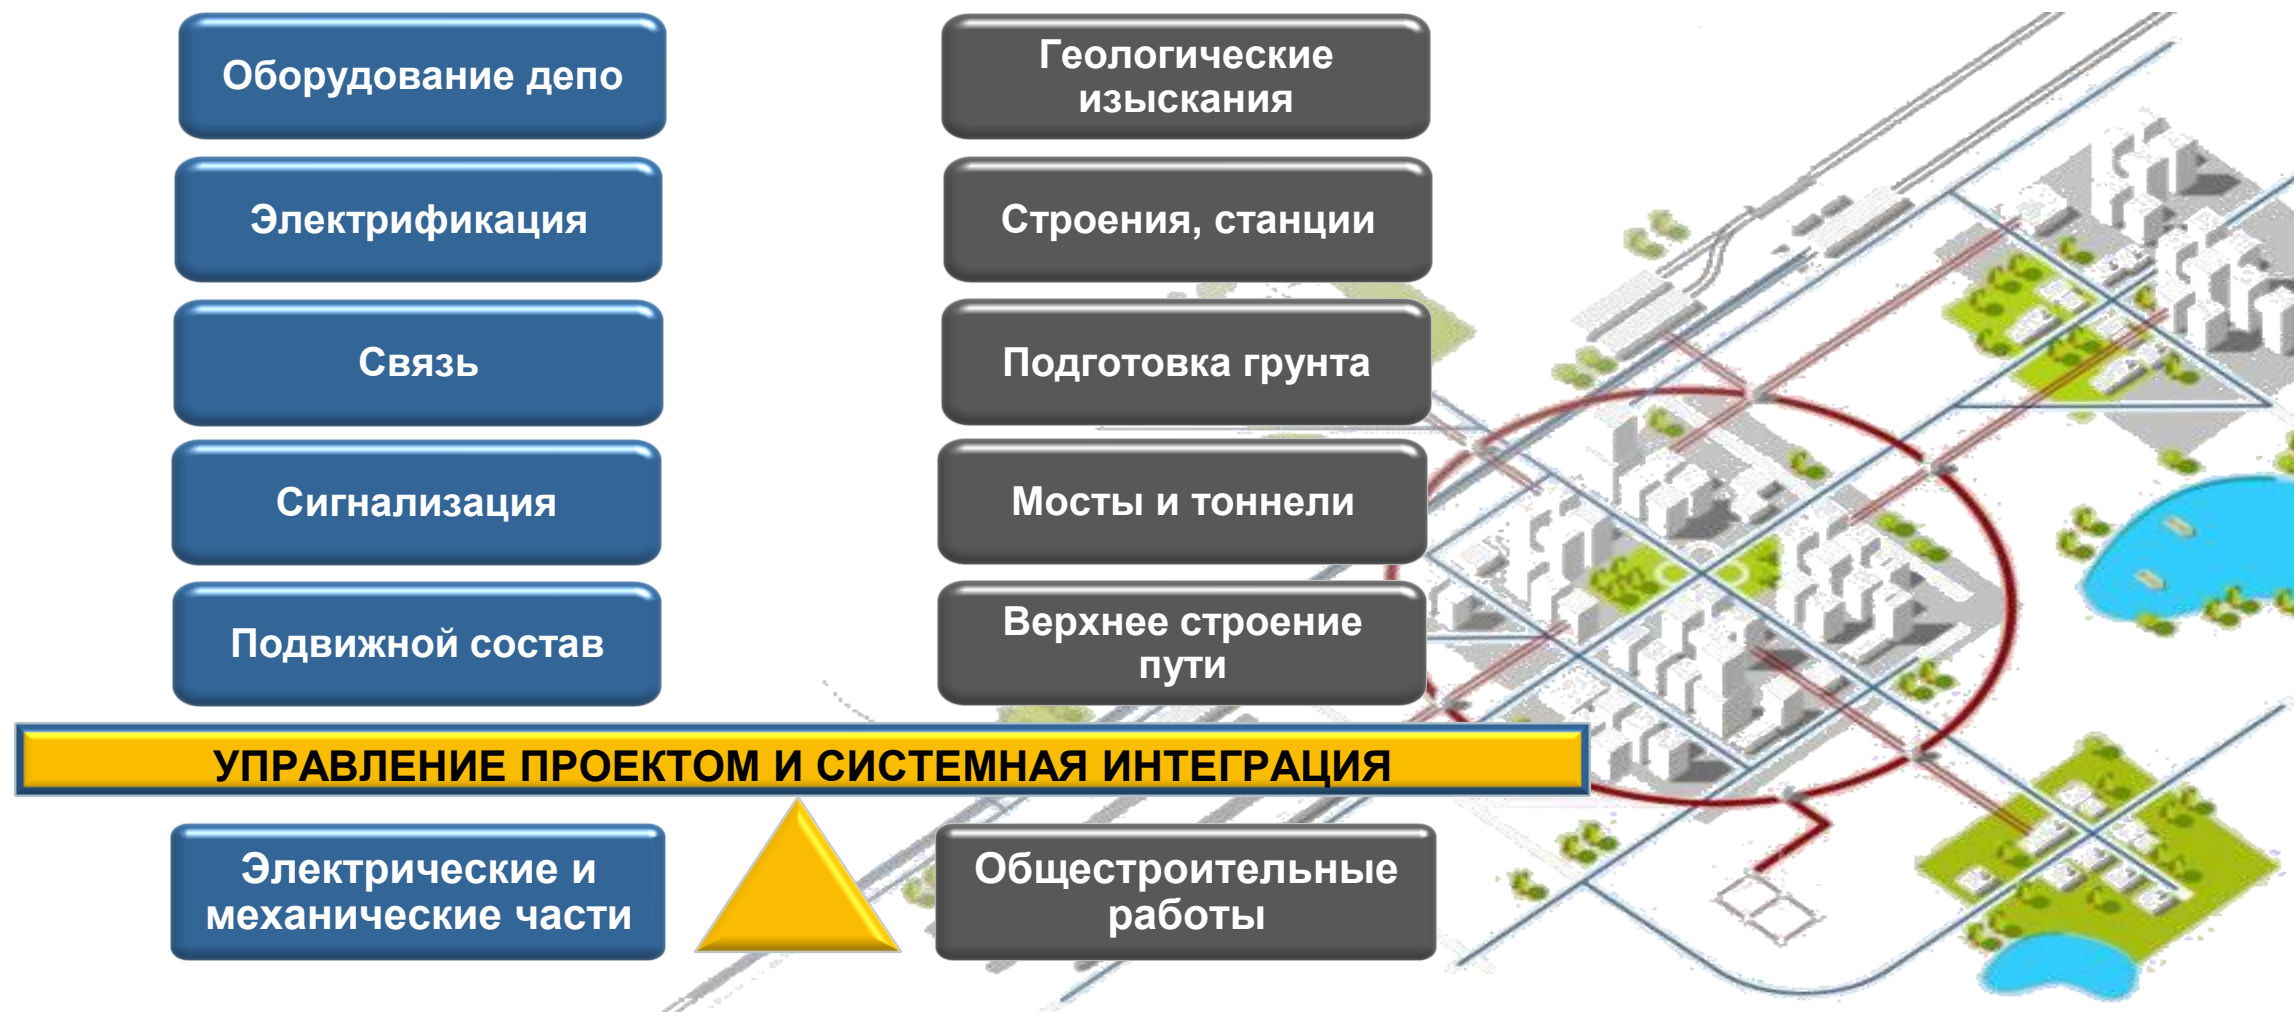 Оборудование депо
Электрификация
Связь
Сигнализация
Подвижной состав
Геологические
изыскания
Строения, станции
Подготовка грунта
Мосты и тоннели
Верхнее строение
пути
УПРАВЛЕНИЕ ПРОЕКТОМ И СИСТЕМНАЯ ИНТЕГРАЦИЯ
Электрические и
механические части
Общестроительные
работы